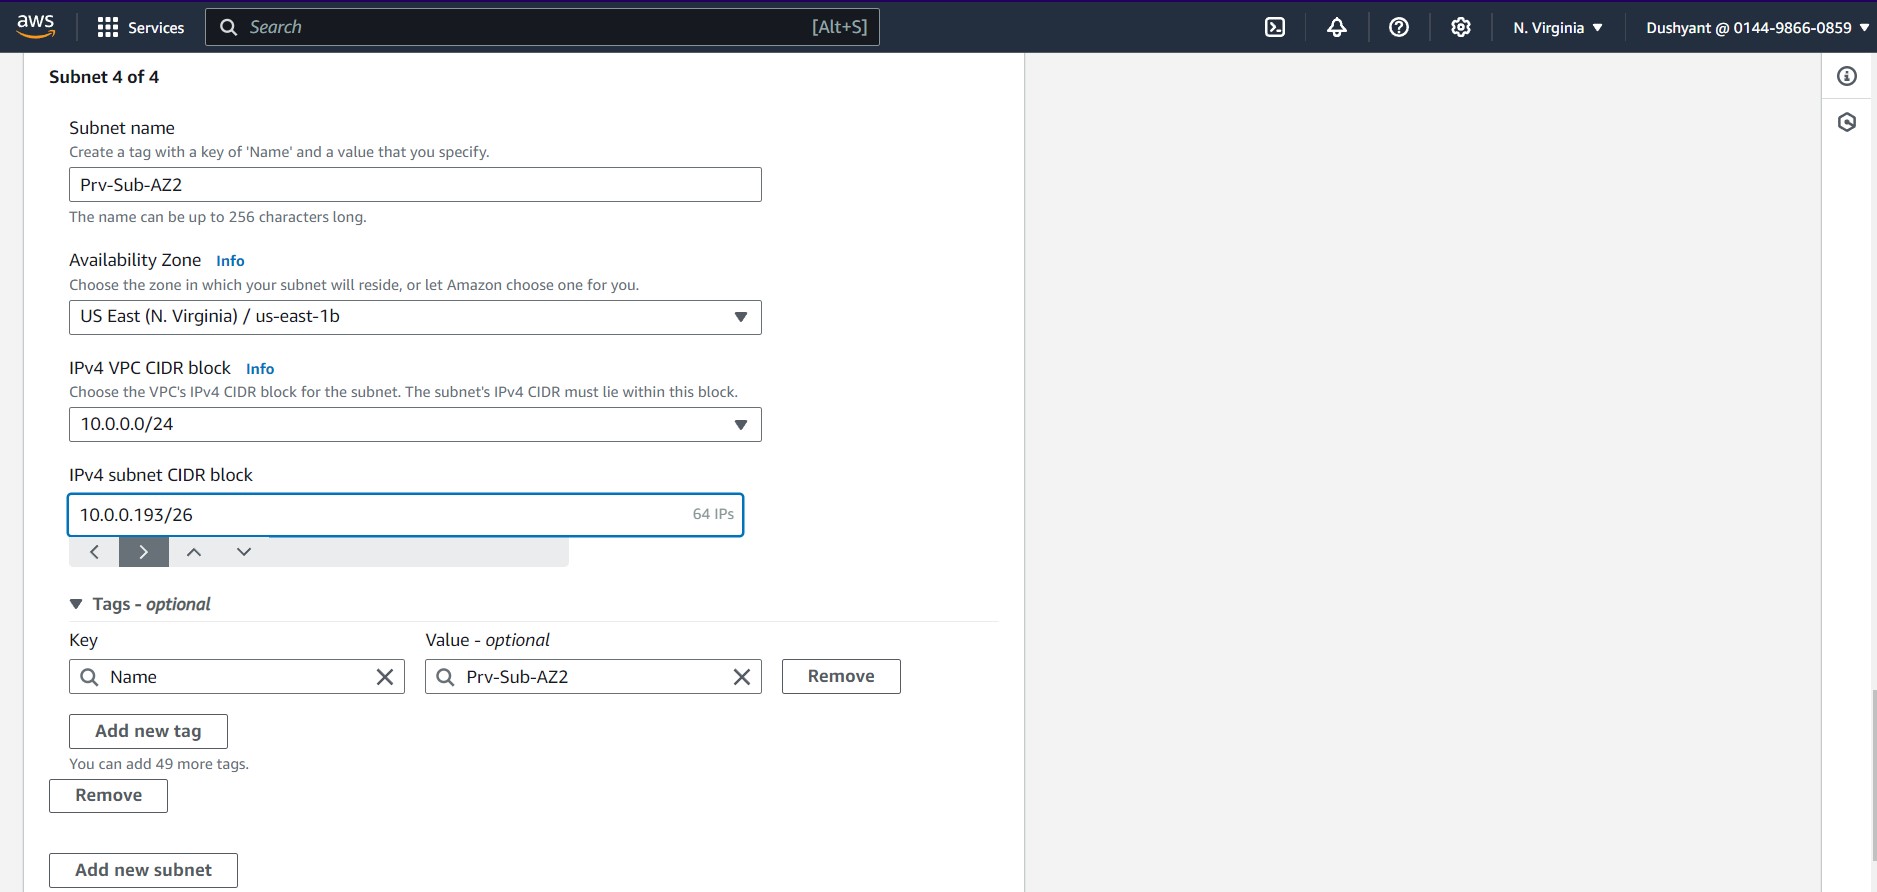 aws Services Search [Alt+S] N. Virginia Dushyant @ 0144-9866-0859
Subnet 4 of 4
Subnet name
Create a tag with a key of 'Name' and a value that you specify.
Prv-Sub-AZ2
The name can be up to 256 characters long.
Availability Zone Info
Choose the zone in which your subnet will reside, or let Amazon choose one for you.
US East (N. Virginia) / us-east-1b
IPv4 VPC CIDR block Info
Choose the VPC's IPv4 CIDR block for the subnet. The subnet's IPv4 CIDR must lie within this block.
10.0.0.0/24
IPv4 subnet CIDR block
10.0.0.193/26 64 IPs
Tags - optional
Key Value - optional
Name Prv-Sub-AZ2 Remove
Add new tag
You can add 49 more tags.
Remove
Add new subnet